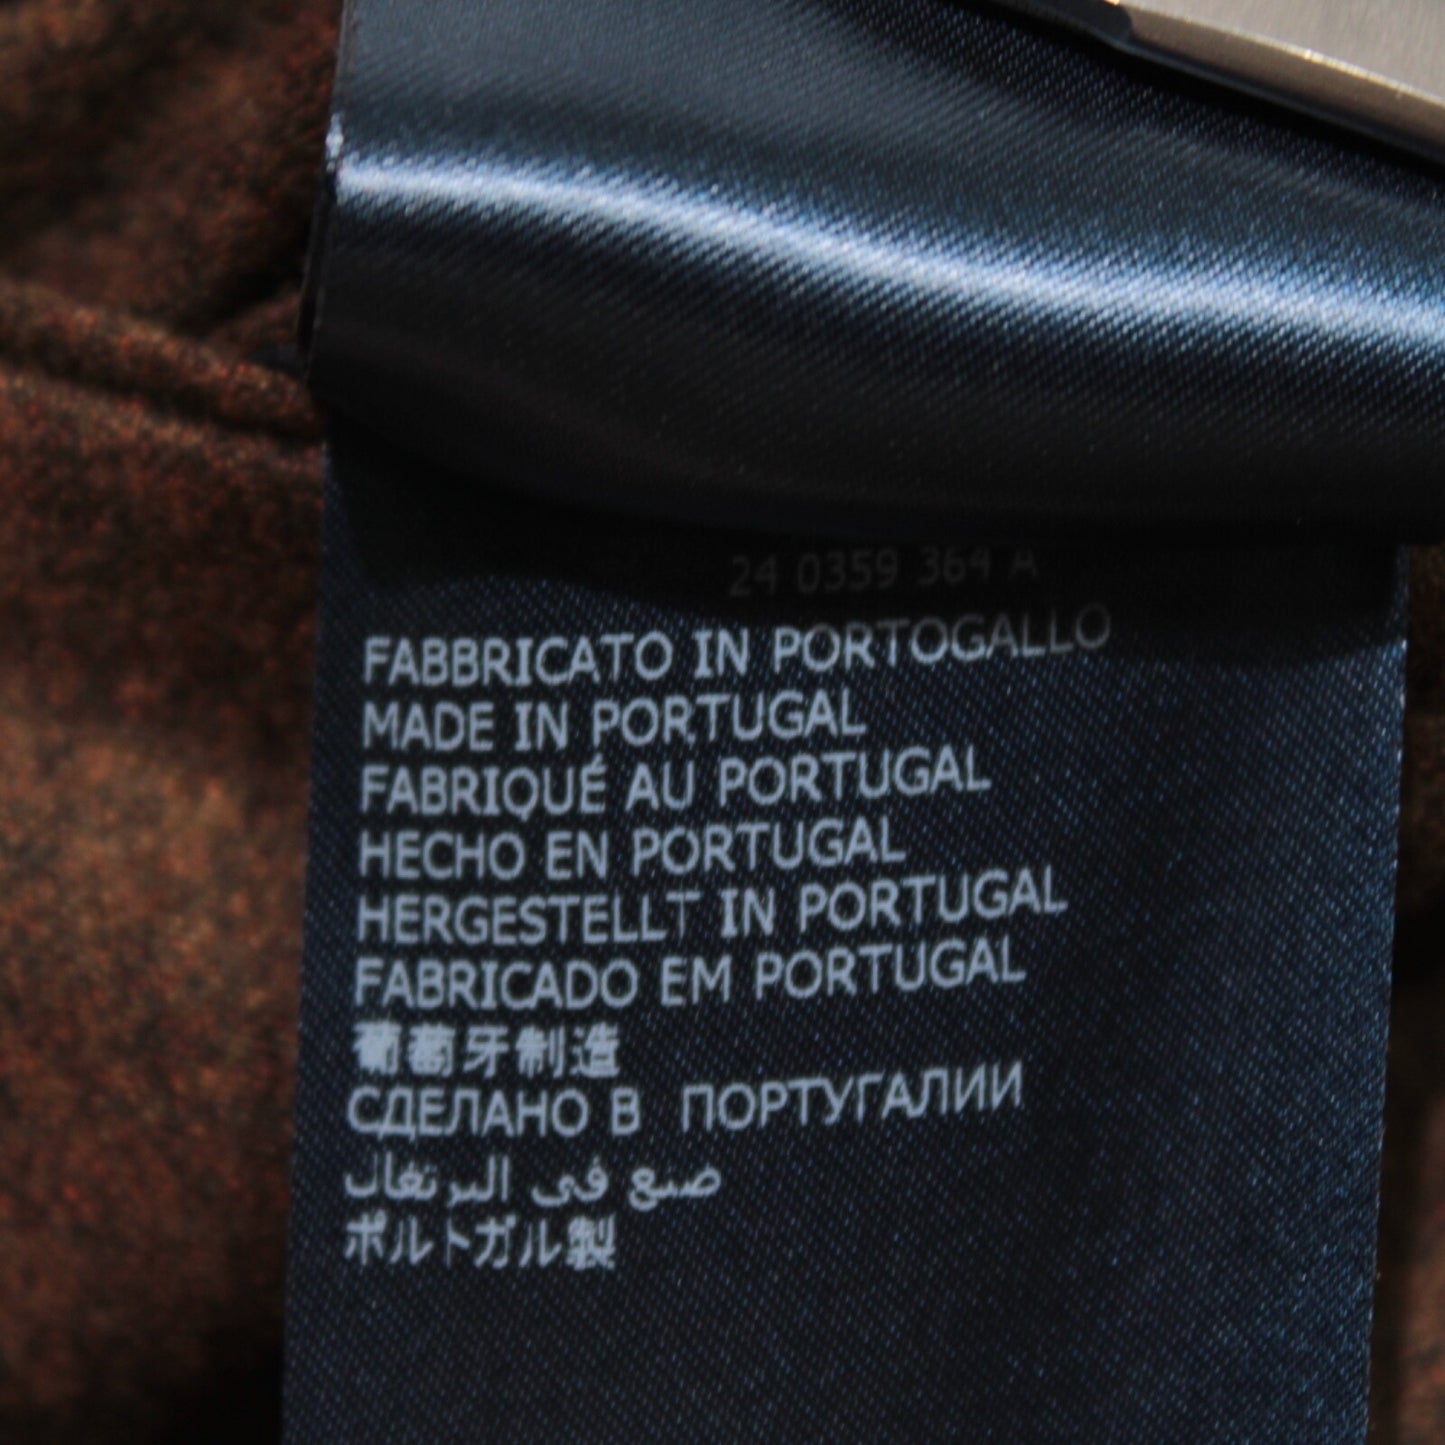 24 0359 364 A
FABBRICATO IN PORTOGALLO
MADE IN PORTUGAL
FABRIQUÉ AU PORTUGAL
HECHO EN PORTUGAL
HERGESTELLT IN PORTUGAL
FABRICADO EM PORTUGAL
葡萄牙制造
СДЕЛАНО В ПОРТУГАЛИИ
صنع في البرتغال
ポルトガル製